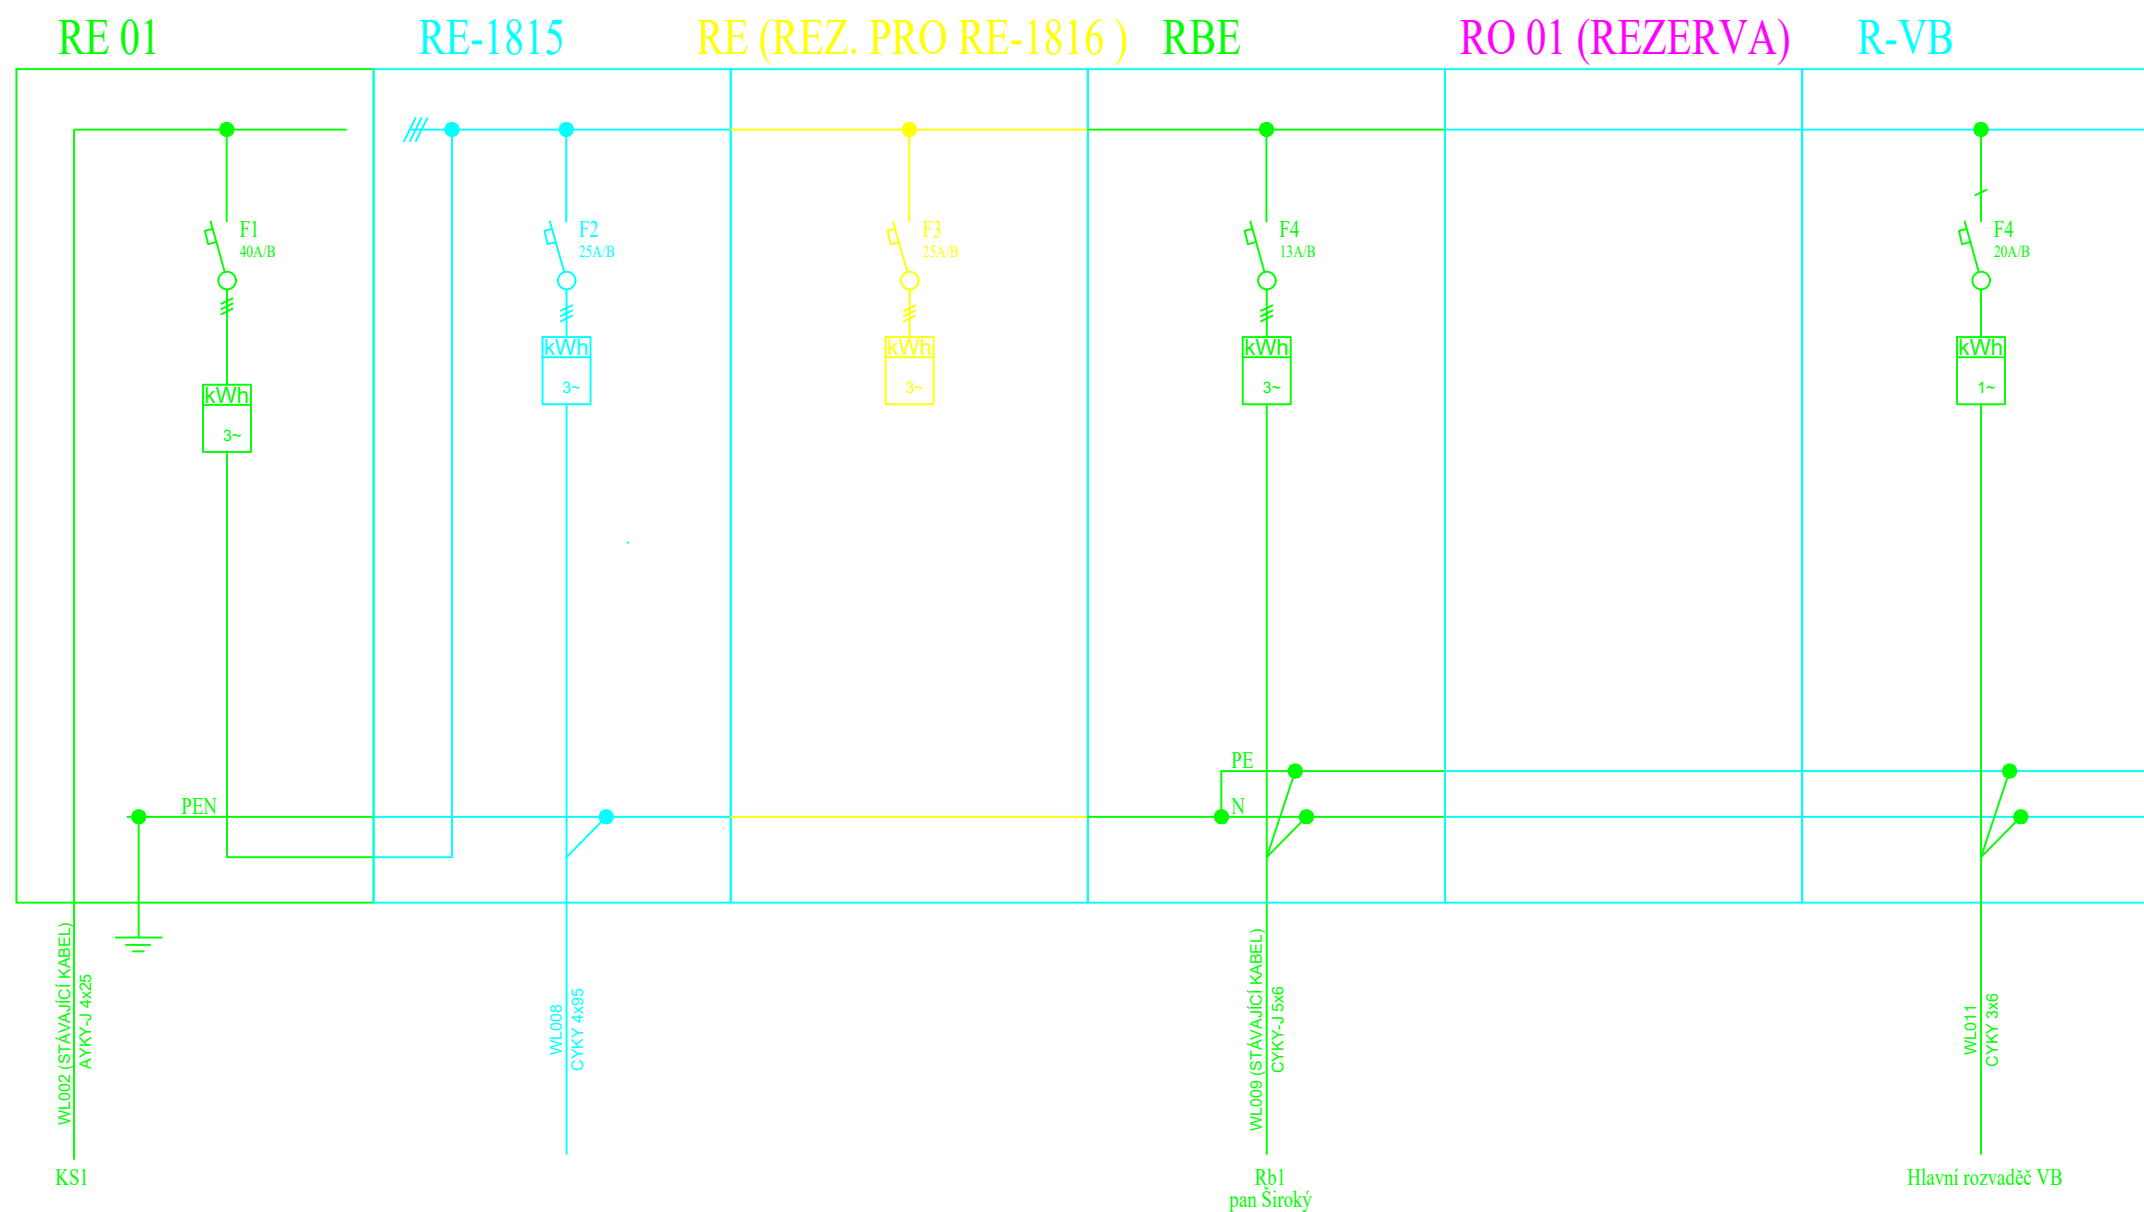 RE 01
RE-1815
RE (REZ. PRO RE-1816 )
RBE
RO 01 (REZERVA)
R-VB
F1
40A/B
F2
25A/B
F3
25A/B
F4
13A/B
F4
20A/B
kWh
3~
kWh
3~
kWh
3~
kWh
3~
kWh
1~
PE
PEN
N
WL002 (STÁVAJÍCÍ KABEL)
AYKY-J 4x25
WL008
CYKY 4x95
WL009 (STÁVAJÍCÍ KABEL)
CYKY-J 5x6
WL011
CYKY 3x6
KS1
Rb1
pan Široký
Hlavní rozvaděč VB